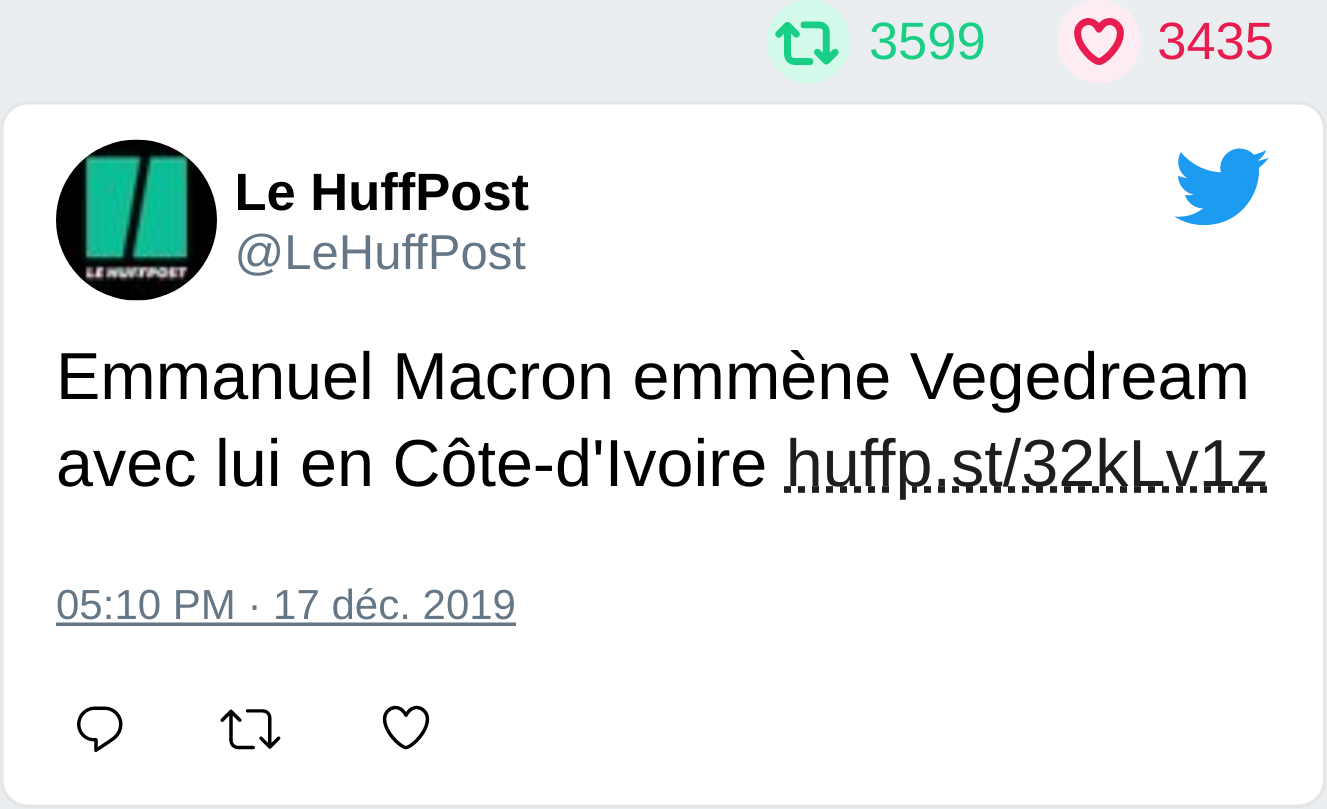 3599 3435
Le HuffPost
@LeHuffPost
LE HUFFPOST
Emmanuel Macron emmène Vegedream
avec lui en Côte-d'Ivoire huffp.st/32kLv1z
05:10 PM · 17 déc. 2019